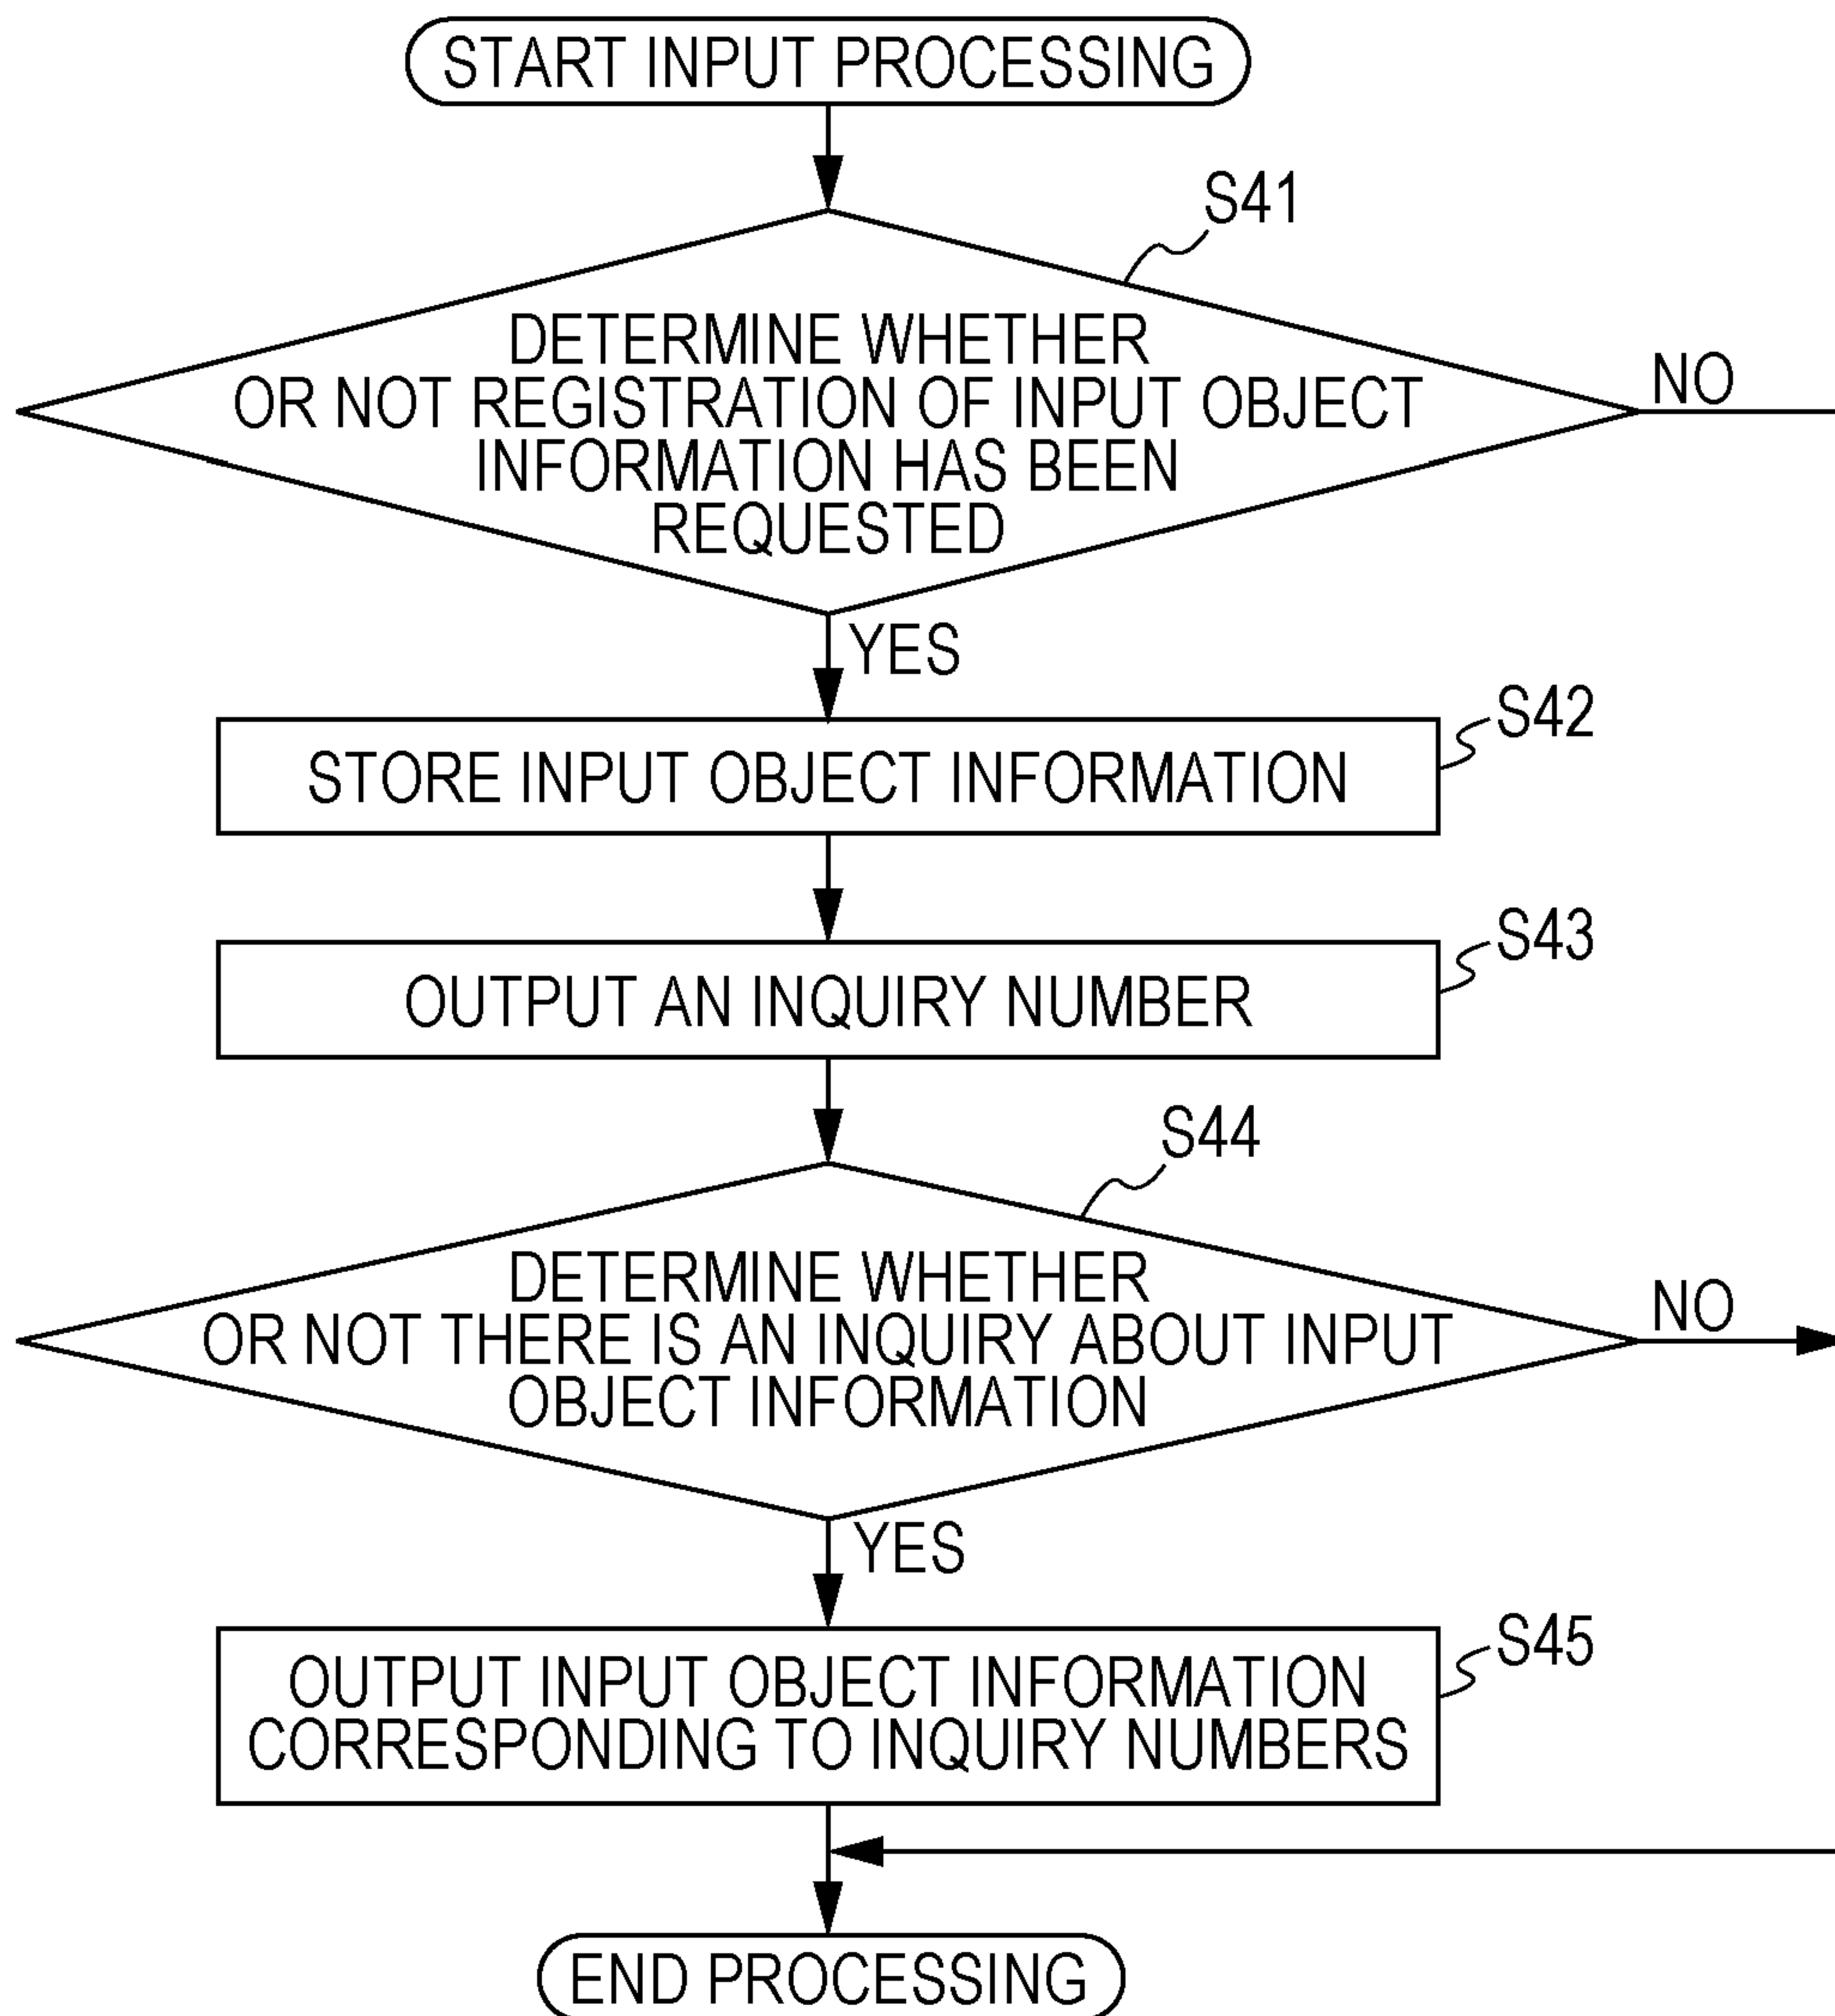 START INPUT PROCESSING
S41
DETERMINE WHETHER
OR NOT REGISTRATION OF INPUT OBJECT
INFORMATION HAS BEEN
REQUESTED
NO
YES
S42
STORE INPUT OBJECT INFORMATION
S43
OUTPUT AN INQUIRY NUMBER
S44
DETERMINE WHETHER
OR NOT THERE IS AN INQUIRY ABOUT INPUT
OBJECT INFORMATION
NO
YES
S45
OUTPUT INPUT OBJECT INFORMATION
CORRESPONDING TO INQUIRY NUMBERS
END PROCESSING